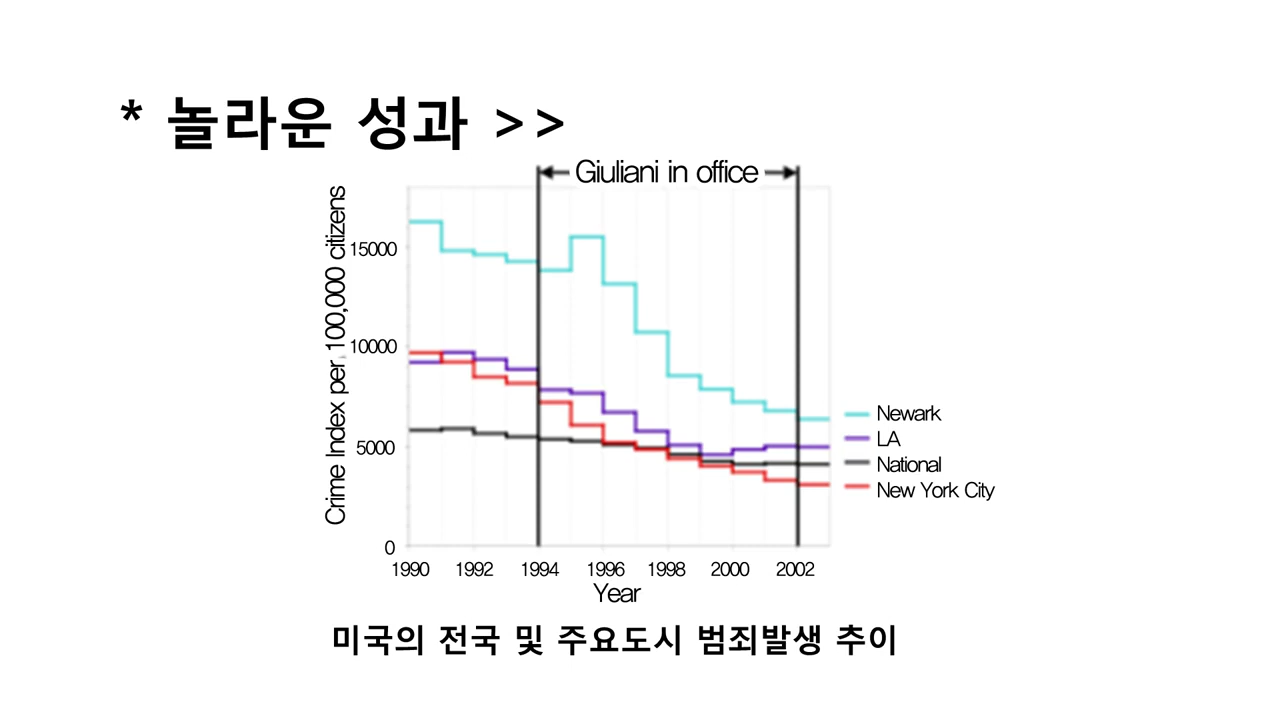 * 놀라운 성과 >>
Giuliani in office
Crime Index per 100,000 citizens
15000
10000
5000
0
1990 1992 1994 1996 1998 2000 2002
Year
Newark
LA
National
New York City
미국의 전국 및 주요도시 범죄발생 추이